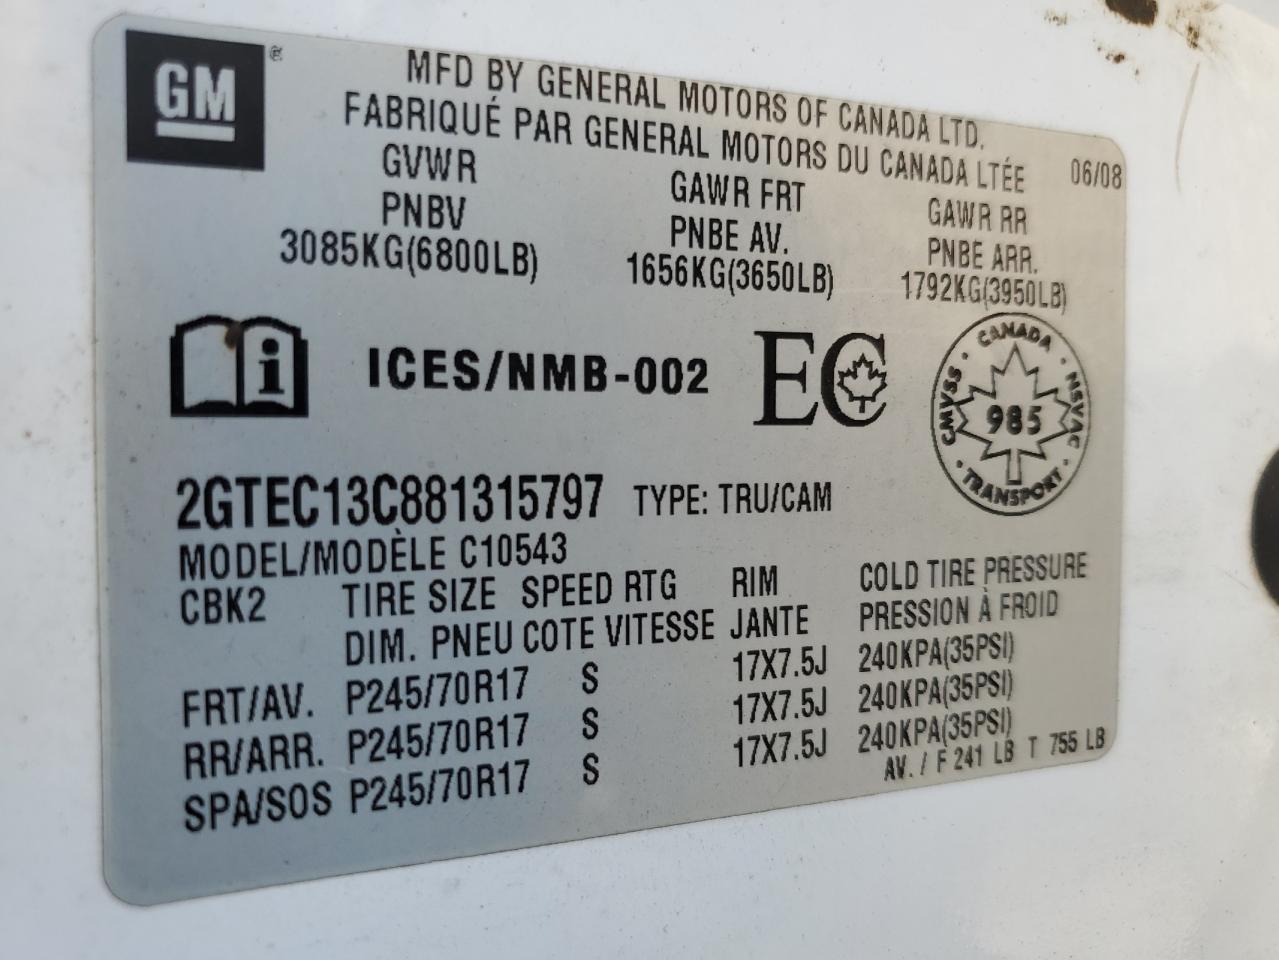 GM
MFD BY GENERAL MOTORS OF CANADA LTD.
FABRIQUÉ PAR GENERAL MOTORS DU CANADA LTÉE
06/08
GVWR GAWR FRT GAWR RR
PNBV PNBE AV. PNBE ARR.
3085KG(6800LB) 1656KG(3650LB) 1792KG(3950LB)
i ICES/NMB-002 EC
CANADA
CMVSS 985 NSVAC
TRANSPORT
2GTEC13C881315797 TYPE: TRU/CAM
MODEL/MODÈLE C10543
CBK2 TIRE SIZE SPEED RTG RIM COLD TIRE PRESSURE
DIM. PNEU COTE VITESSE JANTE PRESSION À FROID
FRT/AV. P245/70R17 S 17X7.5J 240KPA(35PSI)
RR/ARR. P245/70R17 S 17X7.5J 240KPA(35PSI)
SPA/SOS P245/70R17 S 17X7.5J 240KPA(35PSI)
AV. / F 241 LB T 755 LB